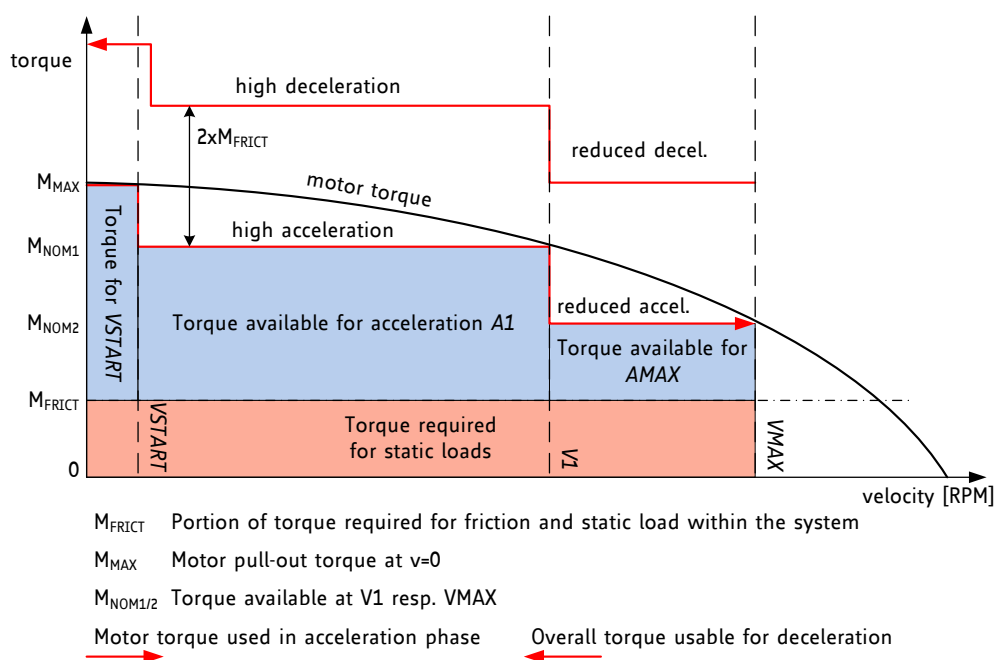 torque
high deceleration
2xMFRICT
reduced decel.
motor torque
MMAX
high acceleration
MNOM1
Torque for
VSTART
reduced accel.
MNOM2
Torque available for acceleration A1
Torque available for
AMAX
MFRICT
VSTART
Torque required
for static loads
V1
VMAX
0
velocity [RPM]
MFRICT Portion of torque required for friction and static load within the system
MMAX Motor pull-out torque at v=0
MNOM1/2 Torque available at V1 resp. VMAX
Motor torque used in acceleration phase
Overall torque usable for deceleration